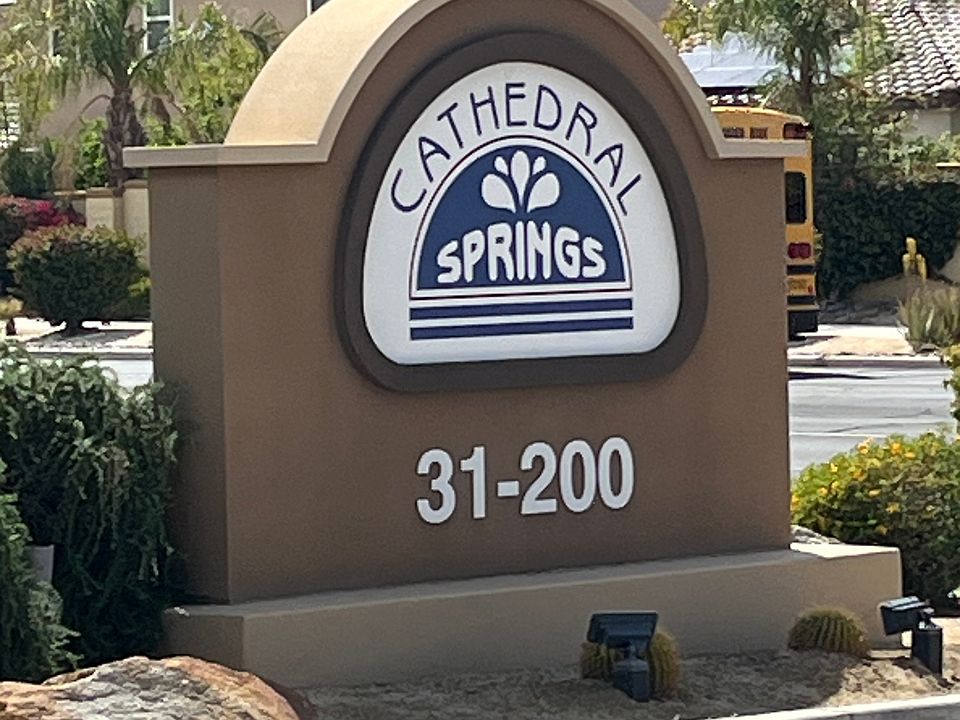 CATHEDRAL
SPRINGS
31-200